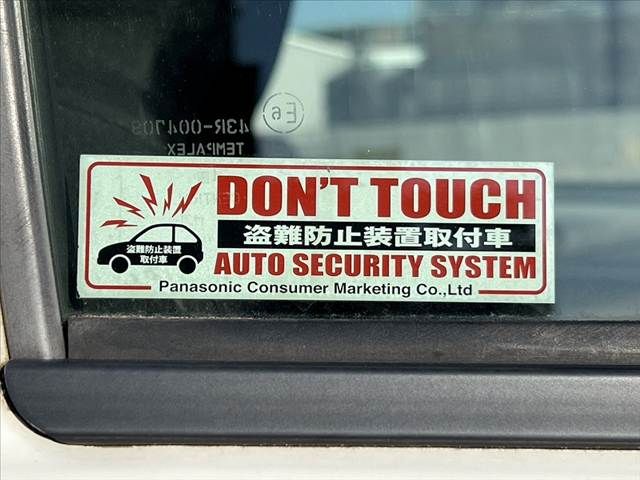 E6
43R-004709
TEMPALEX
DON'T TOUCH
盗難防止装置取付車
AUTO SECURITY SYSTEM
Panasonic Consumer Marketing Co.,Ltd
盗難防止装置
取付車